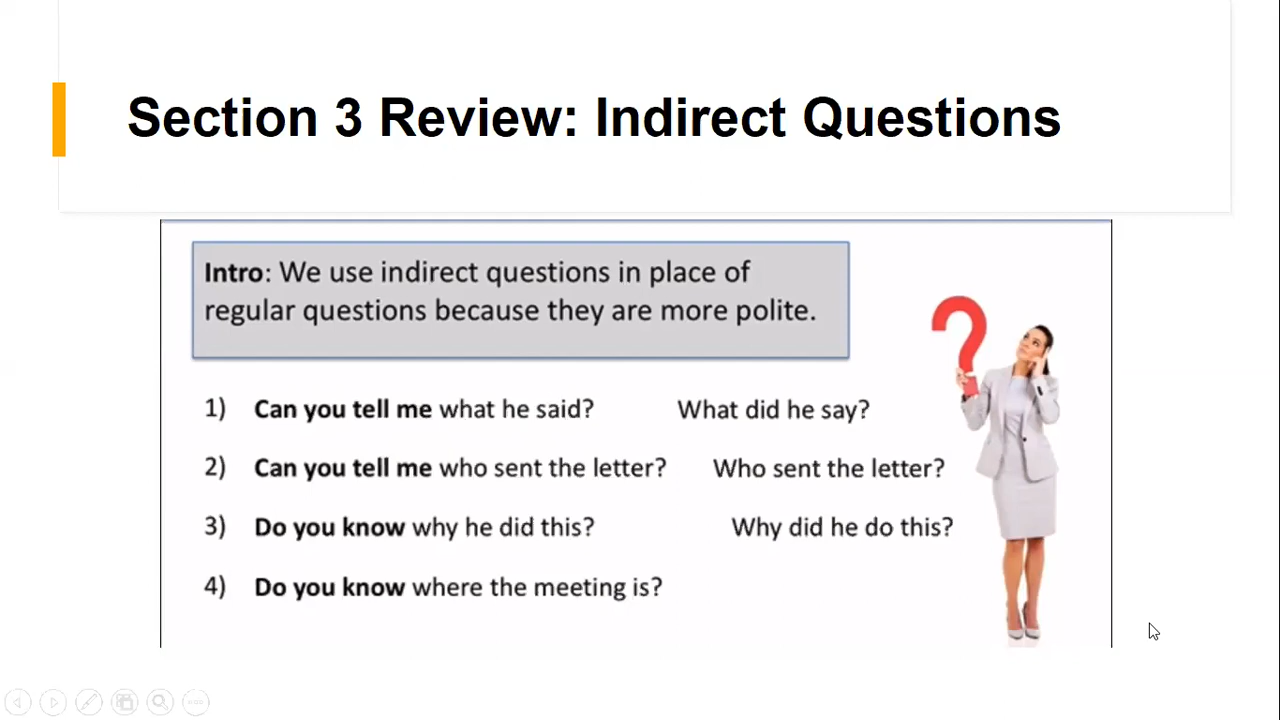 Section 3 Review: Indirect Questions
Intro: We use indirect questions in place of
regular questions because they are more polite.
1) Can you tell me what he said? What did he say?
2) Can you tell me who sent the letter? Who sent the letter?
3) Do you know why he did this? Why did he do this?
4) Do you know where the meeting is?